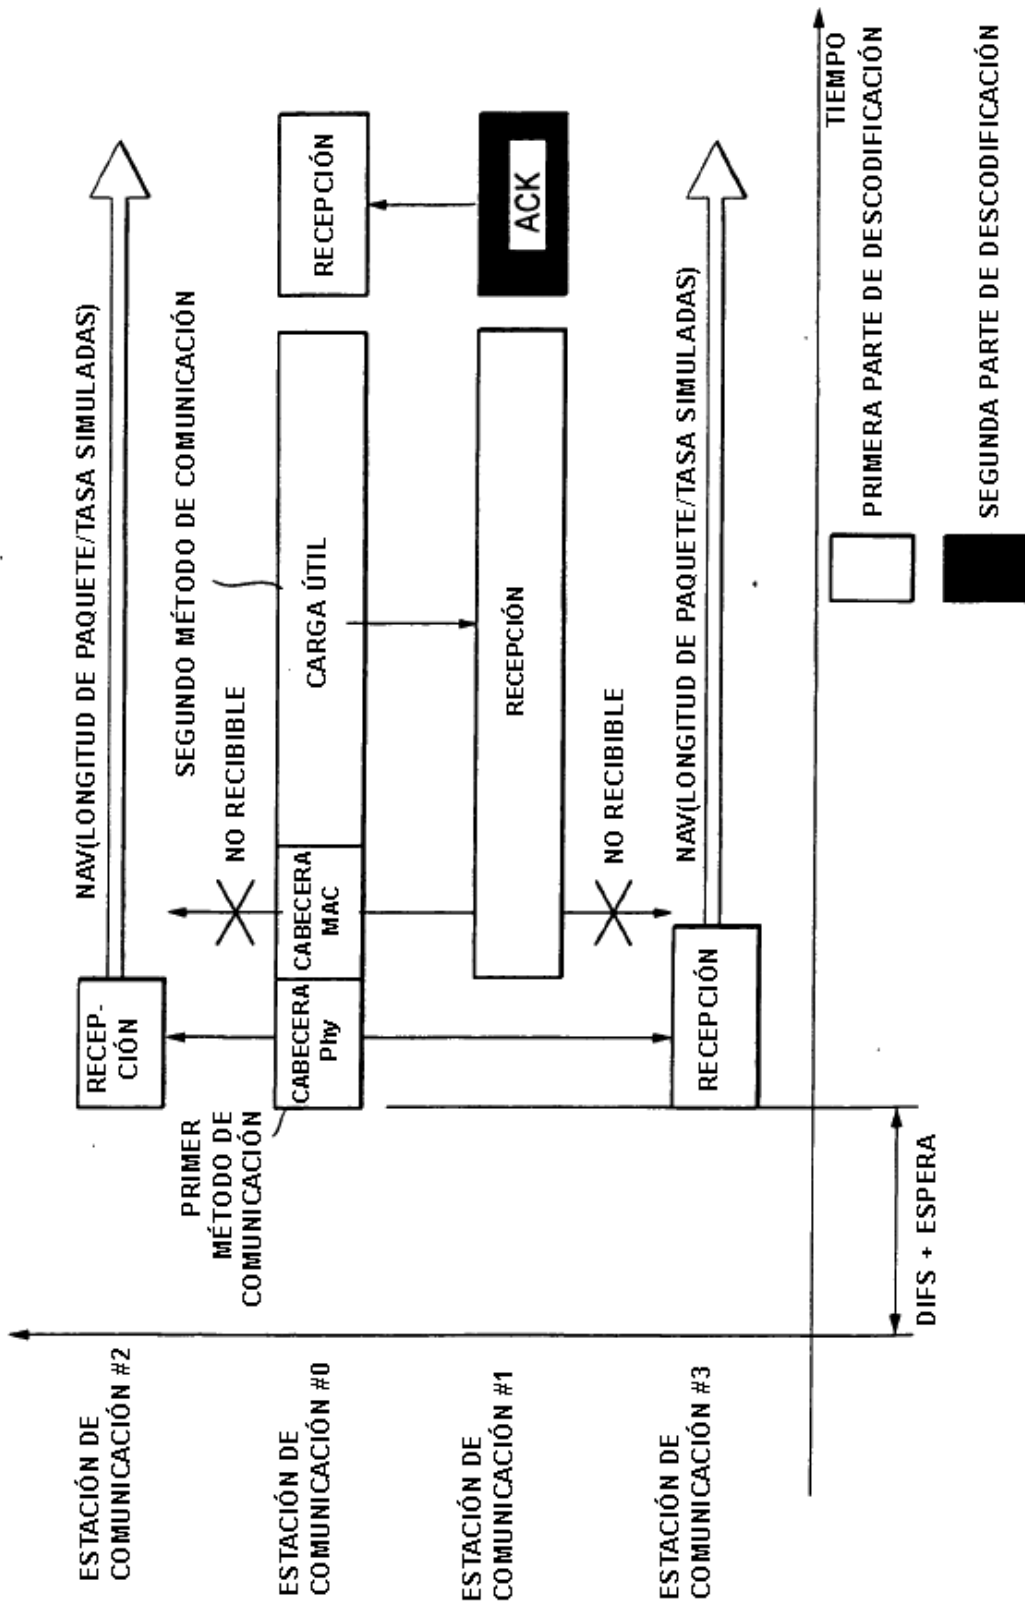 ESTACIÓN DE
COMUNICACIÓN #2
RECEP-
CIÓN
NAV(LONGITUD DE PAQUETE/TASA SIMULADAS)
PRIMER
MÉTODO DE
COMUNICACIÓN
NO RECIBIBLE
SEGUNDO MÉTODO DE COMUNICACIÓN
ESTACIÓN DE
COMUNICACIÓN #0
CABECERA
Phy
CABECERA
MAC
CARGA ÚTIL
RECEPCIÓN
ESTACIÓN DE
COMUNICACIÓN #1
RECEPCIÓN
ACK
NO RECIBIBLE
ESTACIÓN DE
COMUNICACIÓN #3
RECEPCIÓN
NAV(LONGITUD DE PAQUETE/TASA SIMULADAS)
TIEMPO
DIFS + ESPERA
PRIMERA PARTE DE DESCODIFICACIÓN
SEGUNDA PARTE DE DESCODIFICACIÓN